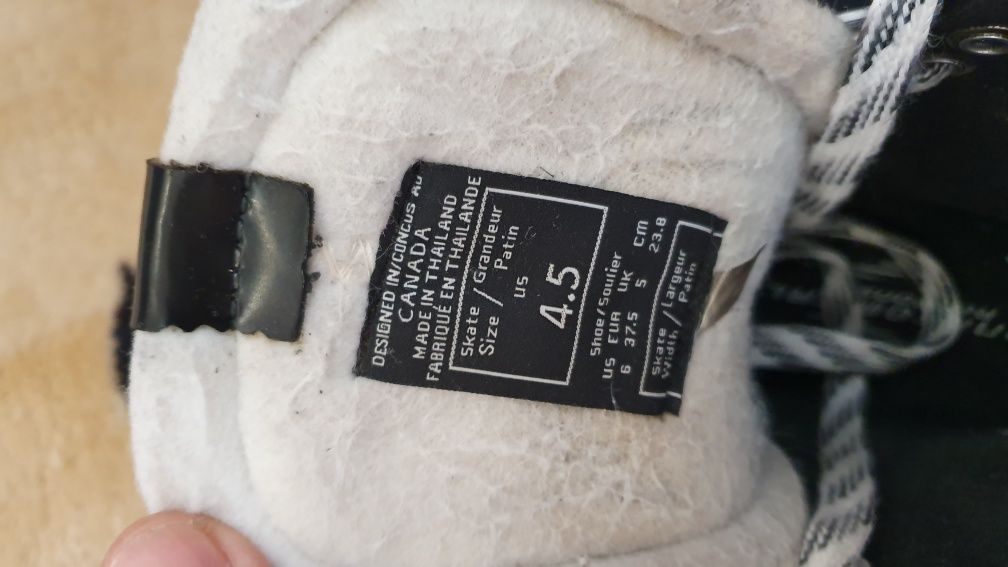 DESIGNED IN/CONÇUS AU
CANADA
MADE IN THAILAND
FABRIQUÉ EN THAILANDE
Skate / Grandeur
Size / Patin
US
4.5
Shoe/Soulier
US EUR UK cm
6 37.5 5 23.8
Skate / Largeur
Width / Patin